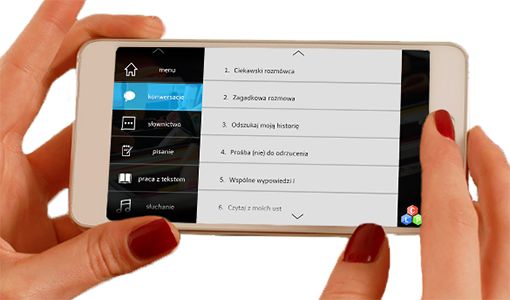 menu
konwersacje
słownictwo
pisanie
praca z tekstem
słuchanie
1. Ciekawski rozmówca
2. Zagadkowa rozmowa
3. Odszukaj moją historię
4. Prośba (nie) do odrzucenia
5. Wspólne wypowiedzi I
6. Czytaj z moich ust